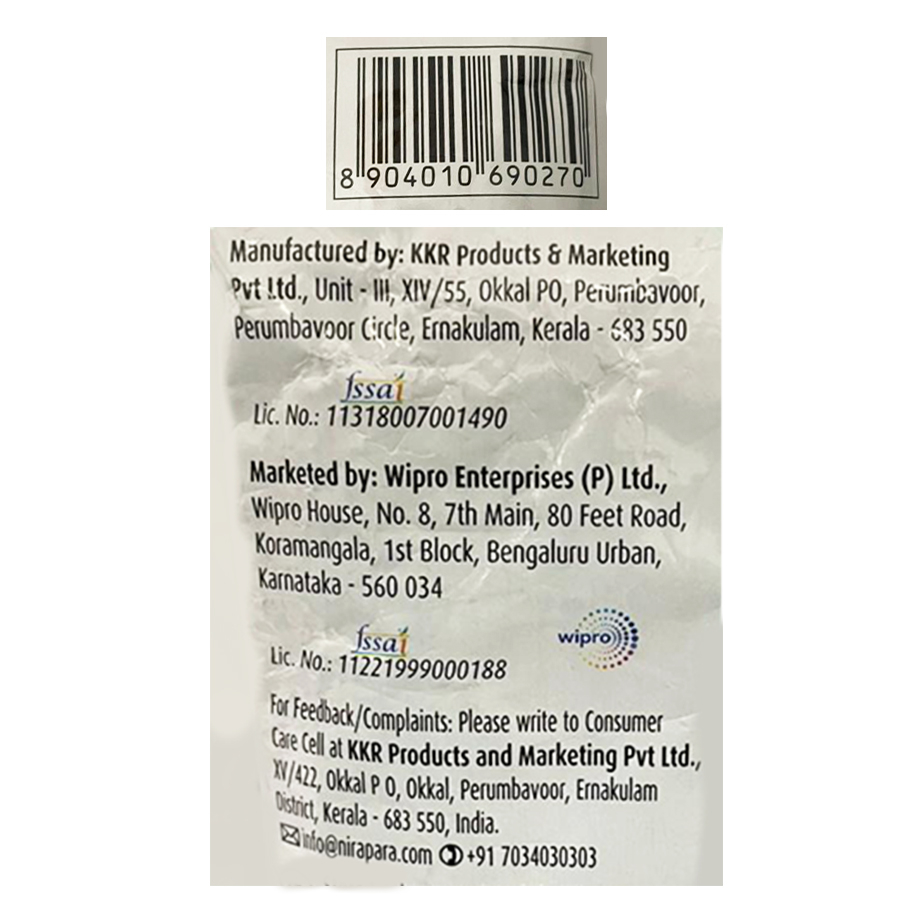 8 904010 690270
Manufactured by: KKR Products & Marketing
Pvt Ltd., Unit - III, XIV/55, Okkal PO, Perumbavoor,
Perumbavoor Circle, Ernakulam, Kerala - 683 550
fssai
Lic. No.: 11318007001490
Marketed by: Wipro Enterprises (P) Ltd.,
Wipro House, No. 8, 7th Main, 80 Feet Road,
Koramangala, 1st Block, Bengaluru Urban,
Karnataka - 560 034
fssai
wipro
Lic. No.: 11221999000188
For Feedback/Complaints: Please write to Consumer
Care Cell at KKR Products and Marketing Pvt Ltd.,
XV/422, Okkal P O, Okkal, Perumbavoor, Ernakulam
District, Kerala - 683 550, India.
info@nirapara.com +91 7034030303